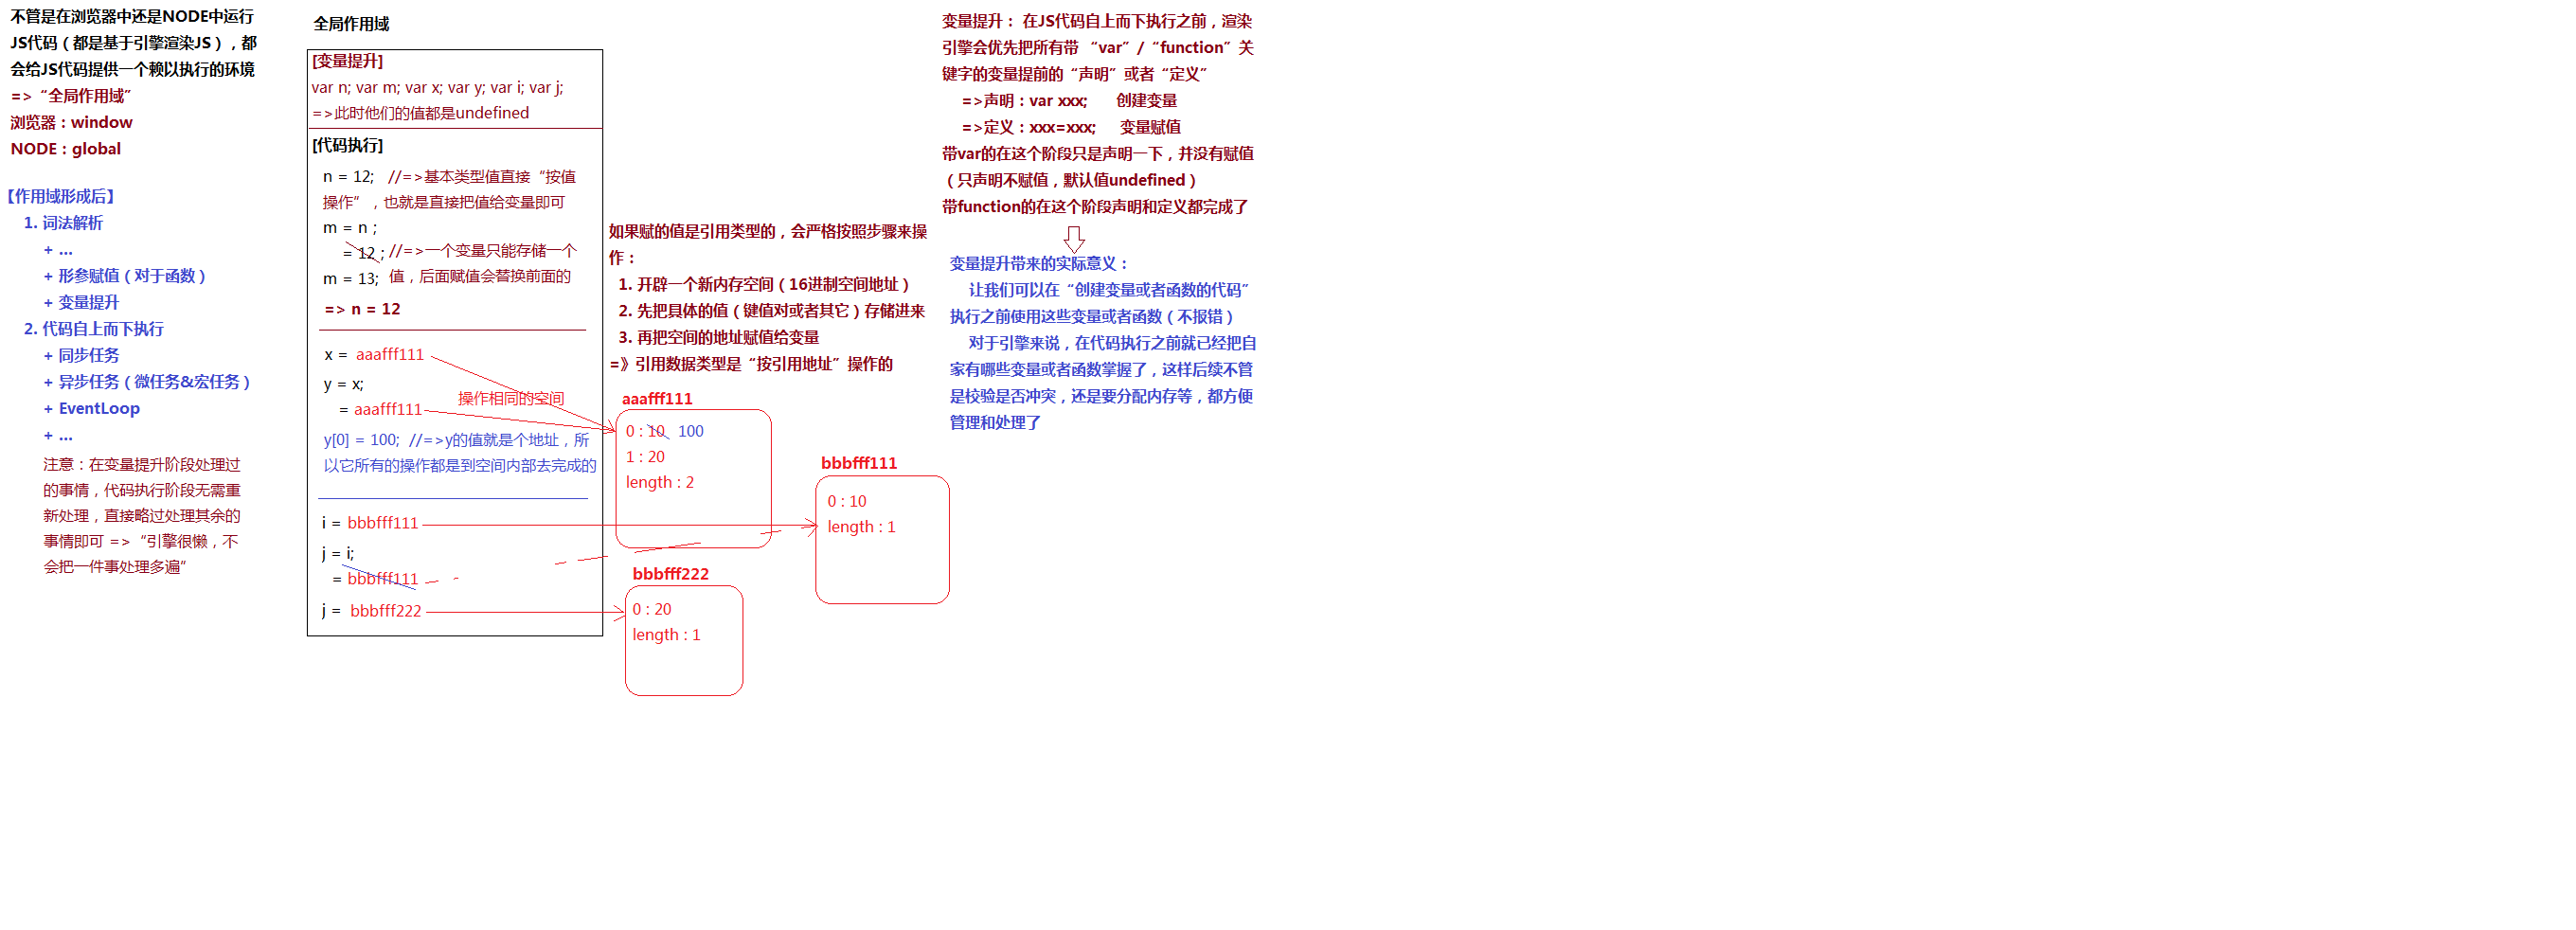 不管是在浏览器中还是NODE中运行
JS代码（都是基于引擎渲染JS），都
会给JS代码提供一个赖以执行的环境
=>“全局作用域”
浏览器：window
NODE：global
【作用域形成后】
1. 词法解析
+ ...
+ 形参赋值（对于函数）
+ 变量提升
2. 代码自上而下执行
+ 同步任务
+ 异步任务（微任务&宏任务）
+ EventLoop
+ ...
注意：在变量提升阶段处理过
的事情，代码执行阶段无需重
新处理，直接略过处理其余的
事情即可 =>“引擎很懒，不
会把一件事处理多遍”
全局作用域
[变量提升]
var n; var m; var x; var y; var i; var j;
=>此时他们的值都是undefined
[代码执行]
n = 12; //=>基本类型值直接“按值
操作”，也就是直接把值给变量即可
m = n ;
= 12 ; //=>一个变量只能存储一个
m = 13; 值，后面赋值会替换前面的
=> n = 12
x = aaafff111
y = x;
= aaafff111
操作相同的空间
y[0] = 100; //=>y的值就是个地址，所
以它所有的操作都是到空间内部去完成的
i = bbbfff111
j = i;
= bbbfff111
j = bbbfff222
如果赋的值是引用类型的，会严格按照步骤来操
作：
1. 开辟一个新内存空间（16进制空间地址）
2. 先把具体的值（键值对或者其它）存储进来
3. 再把空间的地址赋值给变量
=》引用数据类型是“按引用地址”操作的
aaafff111
0 : 10 100
1 : 20
length : 2
bbbfff111
0 : 10
length : 1
bbbfff222
0 : 20
length : 1
变量提升： 在JS代码自上而下执行之前，渲染
引擎会优先把所有带 “var”/“function”关
键字的变量提前的“声明”或者“定义”
=>声明：var xxx; 创建变量
=>定义：xxx=xxx; 变量赋值
带var的在这个阶段只是声明一下，并没有赋值
（只声明不赋值，默认值undefined）
带function的在这个阶段声明和定义都完成了
变量提升带来的实际意义：
让我们可以在“创建变量或者函数的代码”
执行之前使用这些变量或者函数（不报错）
对于引擎来说，在代码执行之前就已经把自
家有哪些变量或者函数掌握了，这样后续不管
是校验是否冲突，还是要分配内存等，都方便
管理和处理了